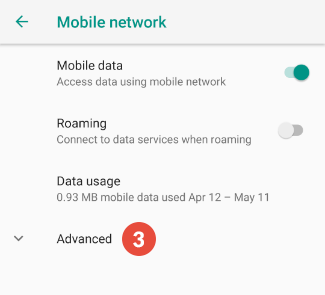 Mobile network
Mobile data
Access data using mobile network
Roaming
Connect to data services when roaming
Data usage
0.93 MB mobile data used Apr 12 – May 11
Advanced 3